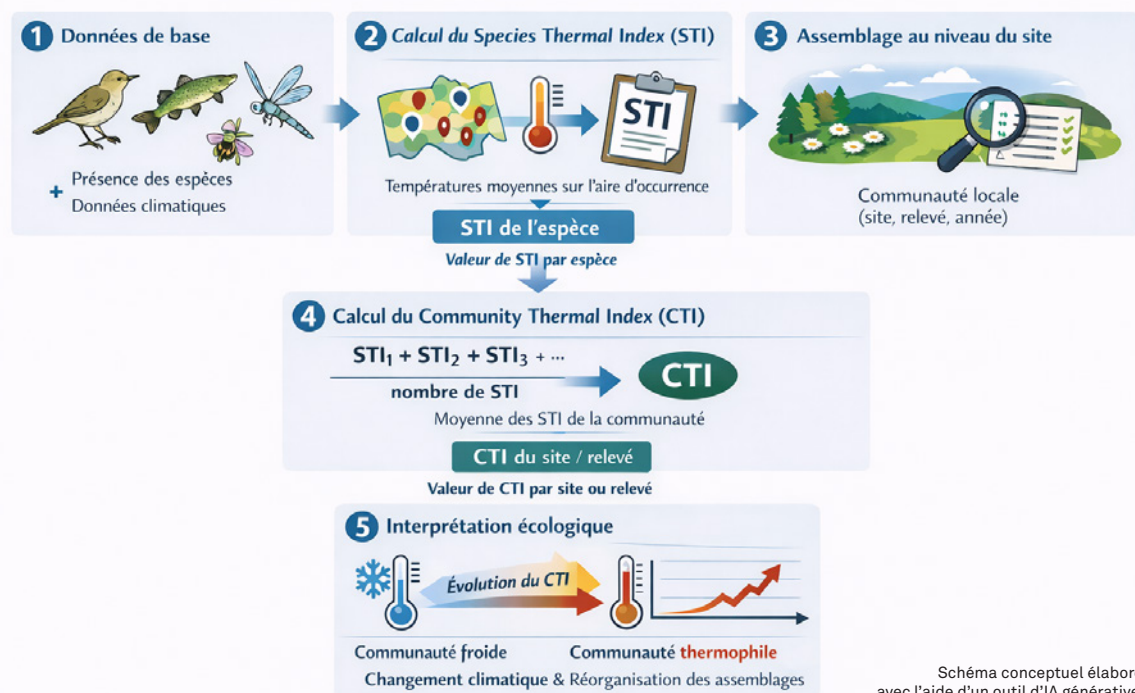 1 Données de base
+ Présence des espèces
Données climatiques
2 Calcul du Species Thermal Index (STI)
STI
Températures moyennes sur l'aire d'occurrence
STI de l'espèce
Valeur de STI par espèce
3 Assemblage au niveau du site
Communauté locale
(site, relevé, année)
4 Calcul du Community Thermal Index (CTI)
STI1 + STI2 + STI3 + ...
nombre de STI
CTI
Moyenne des STI de la communauté
CTI du site / relevé
Valeur de CTI par site ou relevé
5 Interprétation écologique
Évolution du CTI
Communauté froide
Communauté thermophile
Changement climatique & Réorganisation des assemblages
Schéma conceptuel élabor
avec l'aide d'un outil d'IA générative